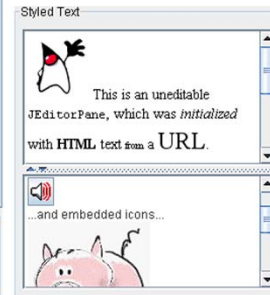 Styled Text
This is an uneditable
JEditorPane, which was initialized
with HTML text from a URL.
...and embedded icons...